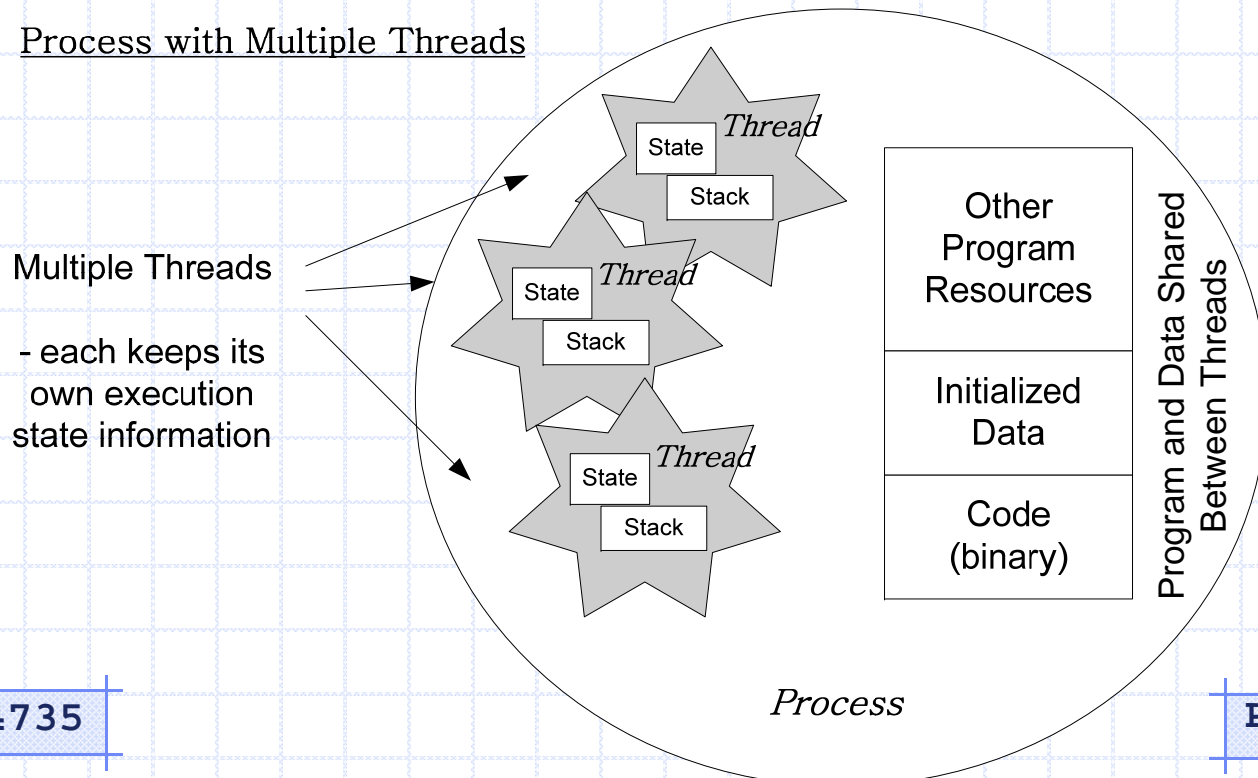 Process with Multiple Threads
Thread
State
Stack
Thread
State
Stack
Thread
State
Stack
Multiple Threads
- each keeps its
own execution
state information
Other
Program
Resources
Initialized
Data
Code
(binary)
Program and Data Shared
Between Threads
Process
735